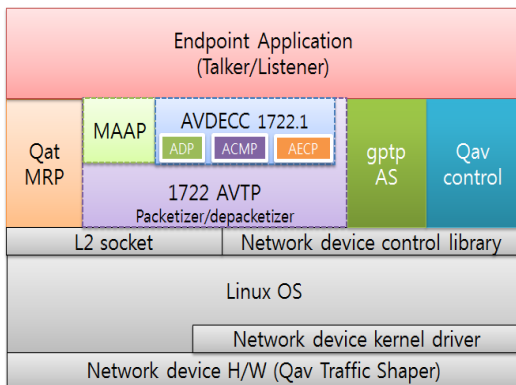 Endpoint Application
(Talker/Listener)
Qat
MRP
MAAP
AVDECC 1722.1
ADP
ACMP
AECP
1722 AVTP
Packetizer/depacketizer
gptp
AS
Qav
control
L2 socket
Network device control library
Linux OS
Network device kernel driver
Network device H/W (Qav Traffic Shaper)